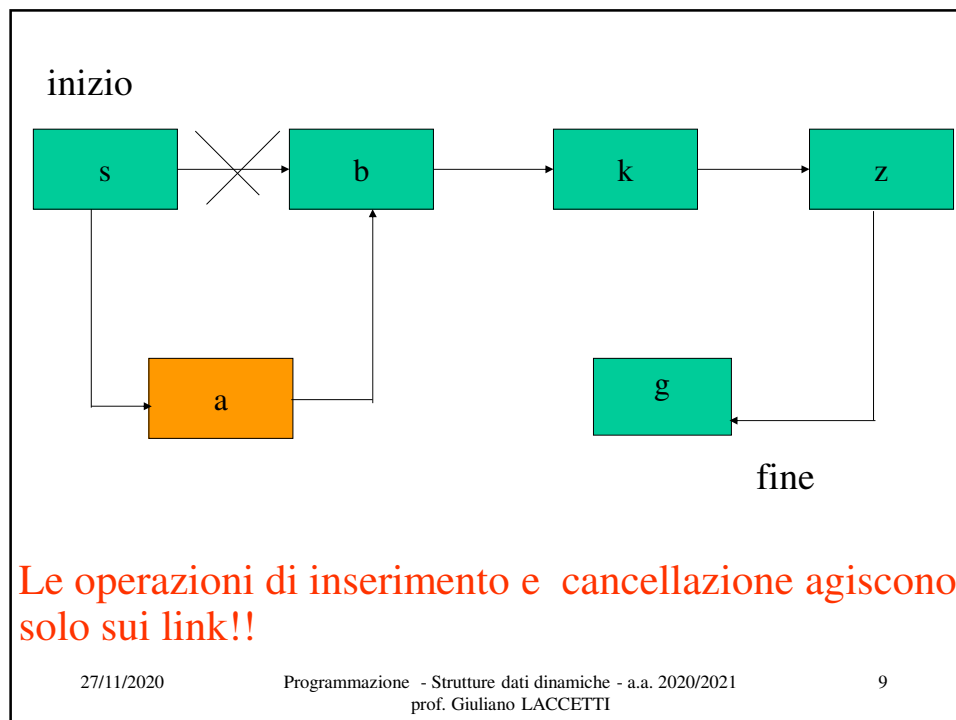 inizio
s
b
k
z
a
g
fine
Le operazioni di inserimento e cancellazione agiscono
solo sui link!!
27/11/2020
Programmazione - Strutture dati dinamiche - a.a. 2020/2021
prof. Giuliano LACCETTI
9